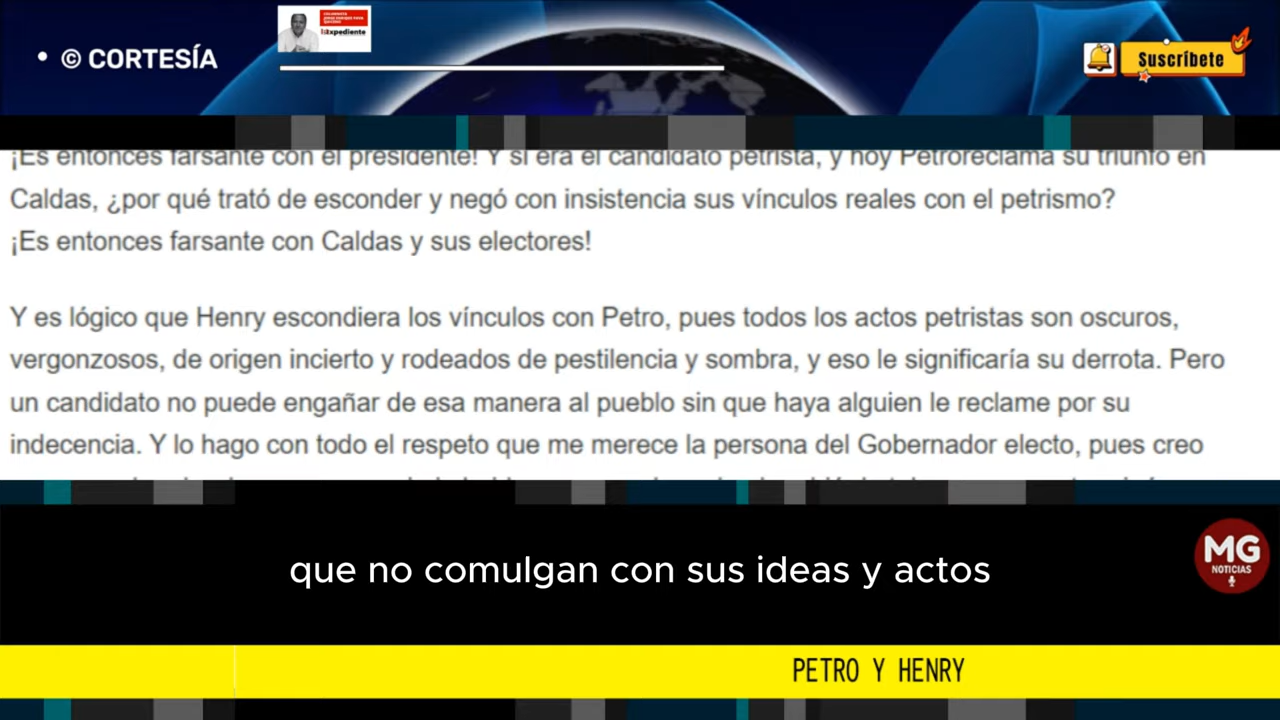 • © CORTESÍA
la Expediente
Suscríbete
¡Es entonces farsante con el presidente! Y si era el candidato petrista, y hoy Petroreclama su triunfo en
Caldas, ¿por qué trató de esconder y negó con insistencia sus vínculos reales con el petrismo?
¡Es entonces farsante con Caldas y sus electores!
Y es lógico que Henry escondiera los vínculos con Petro, pues todos los actos petristas son oscuros,
vergonzosos, de origen incierto y rodeados de pestilencia y sombra, y eso le significaría su derrota. Pero
un candidato no puede engañar de esa manera al pueblo sin que haya alguien le reclame por su
indecencia. Y lo hago con todo el respeto que me merece la persona del Gobernador electo, pues creo
que no comulgan con sus ideas y actos
MG
NOTICIAS
PETRO Y HENRY